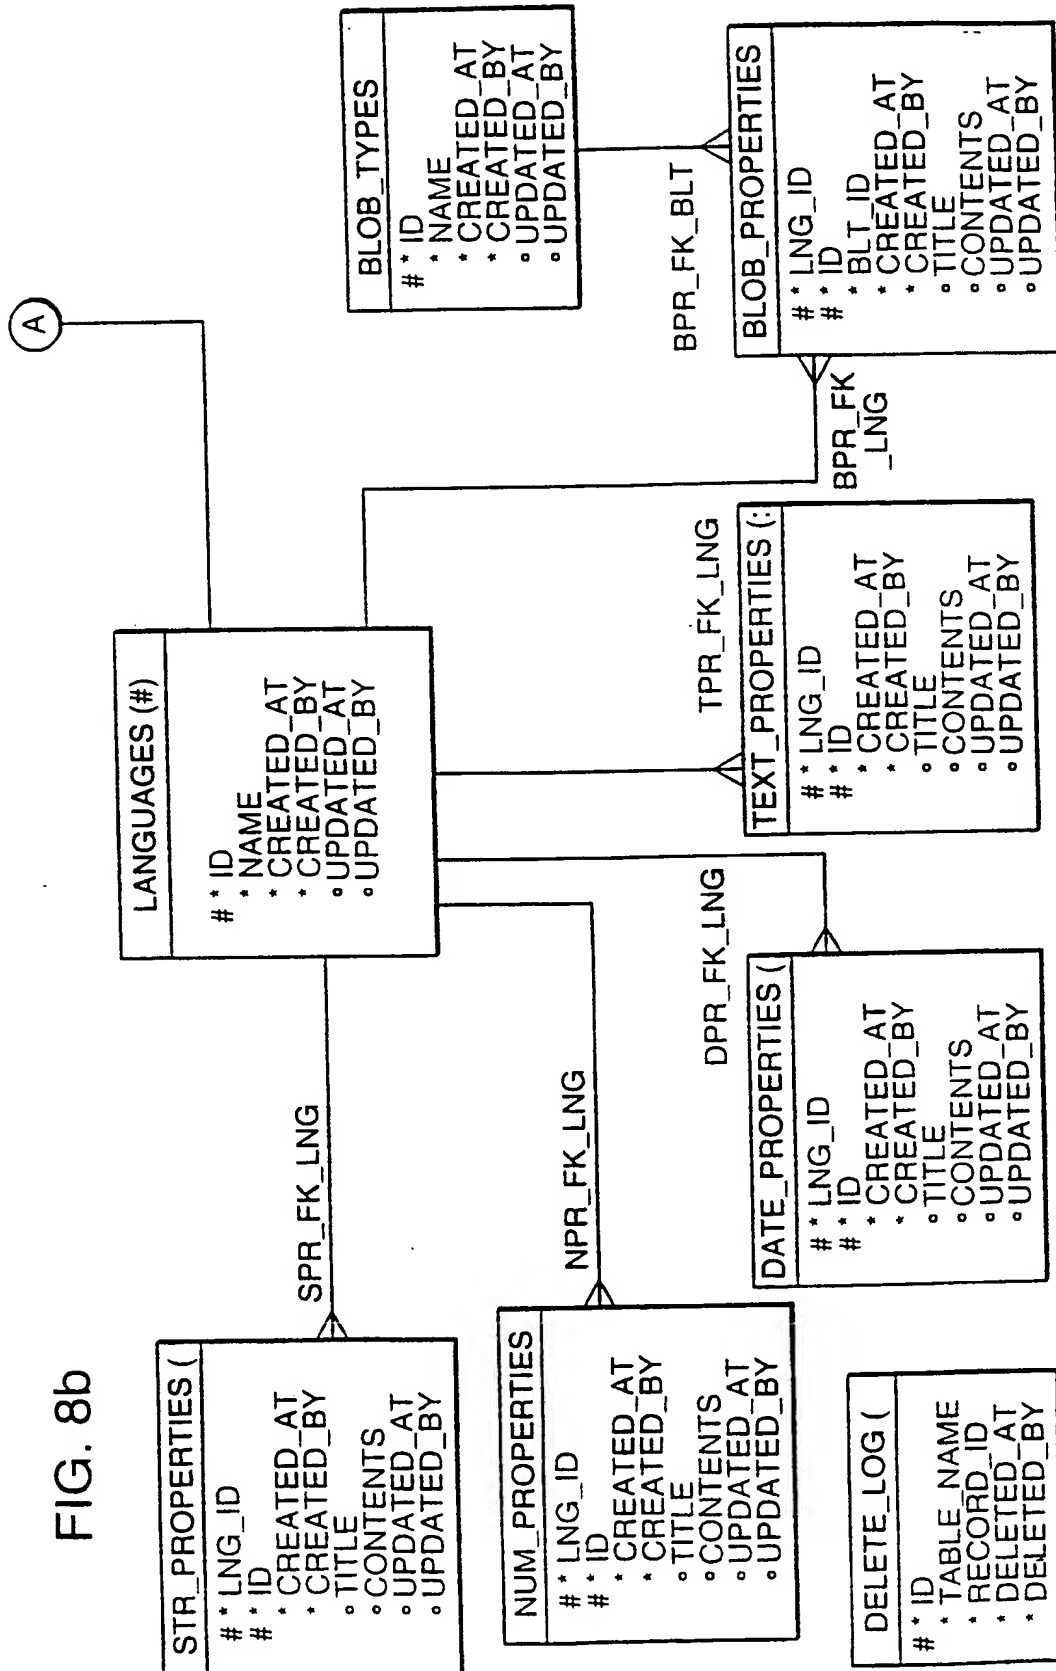 FIG. 8b
A
STR_PROPERTIES (
# * LNG_ID
# * ID
* CREATED_AT
* CREATED_BY
° TITLE
° CONTENTS
° UPDATED_AT
° UPDATED_BY
SPR_FK_LNG
LANGUAGES (#)
# * ID
* NAME
* CREATED_AT
* CREATED_BY
° UPDATED_AT
° UPDATED_BY
BLOB_TYPES
# * ID
* NAME
* CREATED_AT
* CREATED_BY
° UPDATED_AT
° UPDATED_BY
NUM_PROPERTIES
# * LNG_ID
# * ID
* CREATED_AT
* CREATED_BY
° TITLE
° CONTENTS
° UPDATED_AT
° UPDATED_BY
NPR_FK_LNG
DPR_FK_LNG
TPR_FK_LNG
BPR_FK
_LNG
BPR_FK_BLT
DATE_PROPERTIES (
# * LNG_ID
# * ID
* CREATED_AT
* CREATED_BY
° TITLE
° CONTENTS
° UPDATED_AT
° UPDATED_BY
TEXT_PROPERTIES (:
# * LNG_ID
# * ID
* CREATED_AT
* CREATED_BY
° TITLE
° CONTENTS
° UPDATED_AT
° UPDATED_BY
BLOB_PROPERTIES
# * LNG_ID
# * ID
* BLT_ID
* CREATED_AT
* CREATED_BY
° TITLE
° CONTENTS
° UPDATED_AT
° UPDATED_BY
DELETE_LOG (
# * ID
* TABLE_NAME
* RECORD_ID
* DELETED_AT
* DELETED_BY